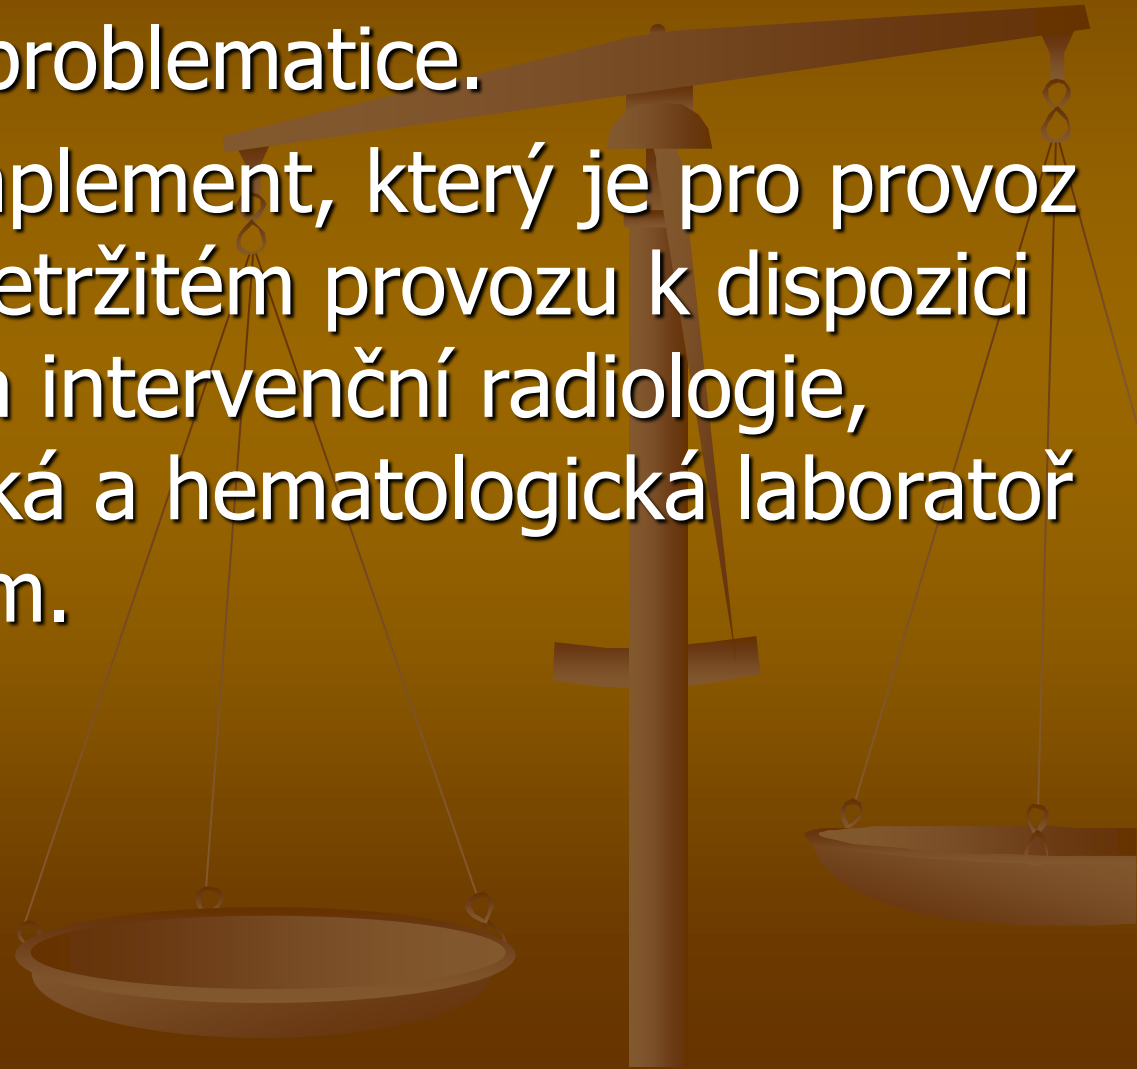 problematice.
plement, který je pro provoz
etržitém provozu k dispozici
intervenční radiologie,
ká a hematologická laboratoř
m.